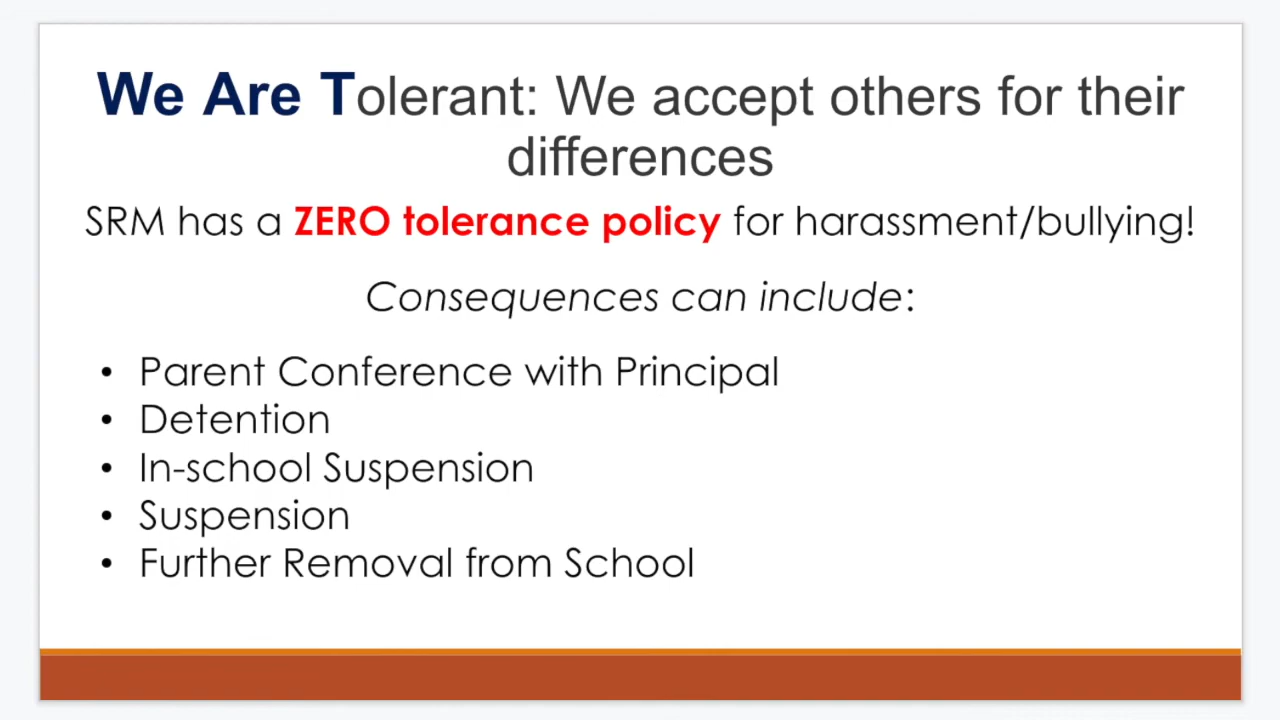 We Are Tolerant: We accept others for their
differences
SRM has a ZERO tolerance policy for harassment/bullying!
Consequences can include:
• Parent Conference with Principal
• Detention
• In-school Suspension
• Suspension
• Further Removal from School